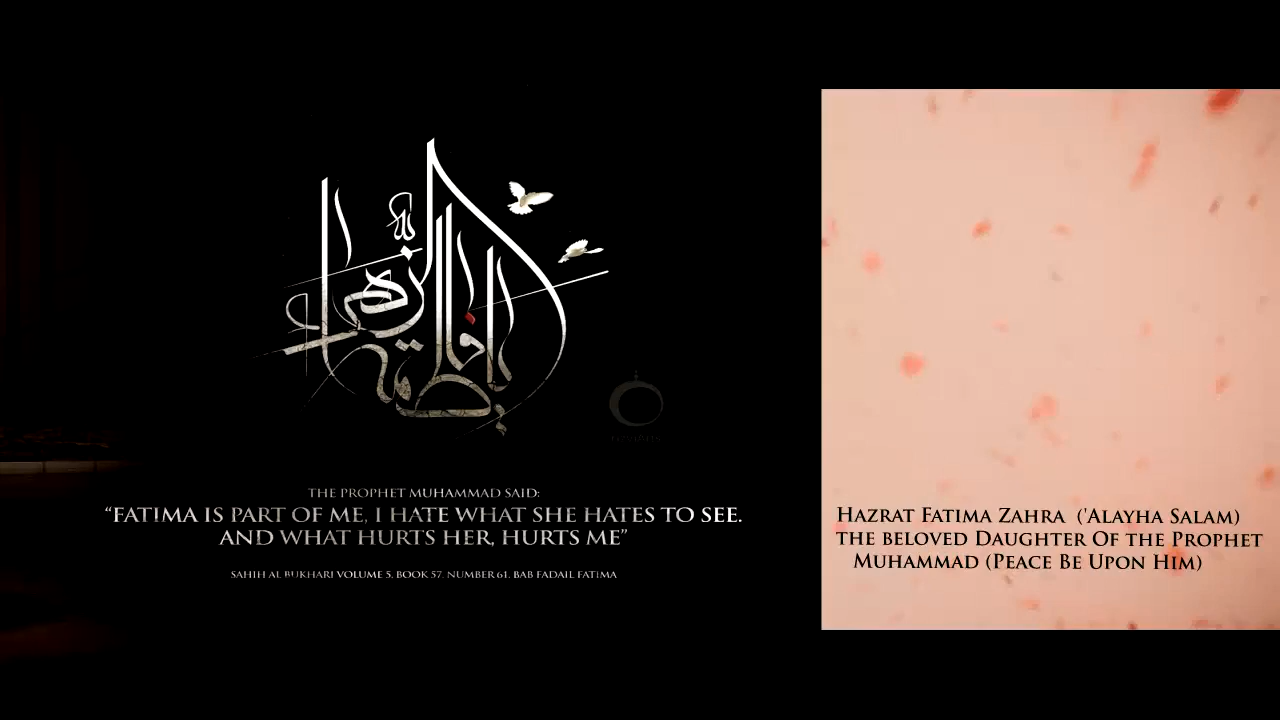 يا فاطمة الزهراء
THE PROPHET MUHAMMAD SAID:
“FATIMA IS PART OF ME, I HATE WHAT SHE HATES TO SEE.
AND WHAT HURTS HER, HURTS ME”
SAHIH AL BUKHARI VOLUME 5, BOOK 57, NUMBER 61, BAB FADAIL FATIMA
HAZRAT FATIMA ZAHRA ('ALAYHA SALAM)
THE BELOVED DAUGHTER OF THE PROPHET
MUHAMMAD (PEACE BE UPON HIM)